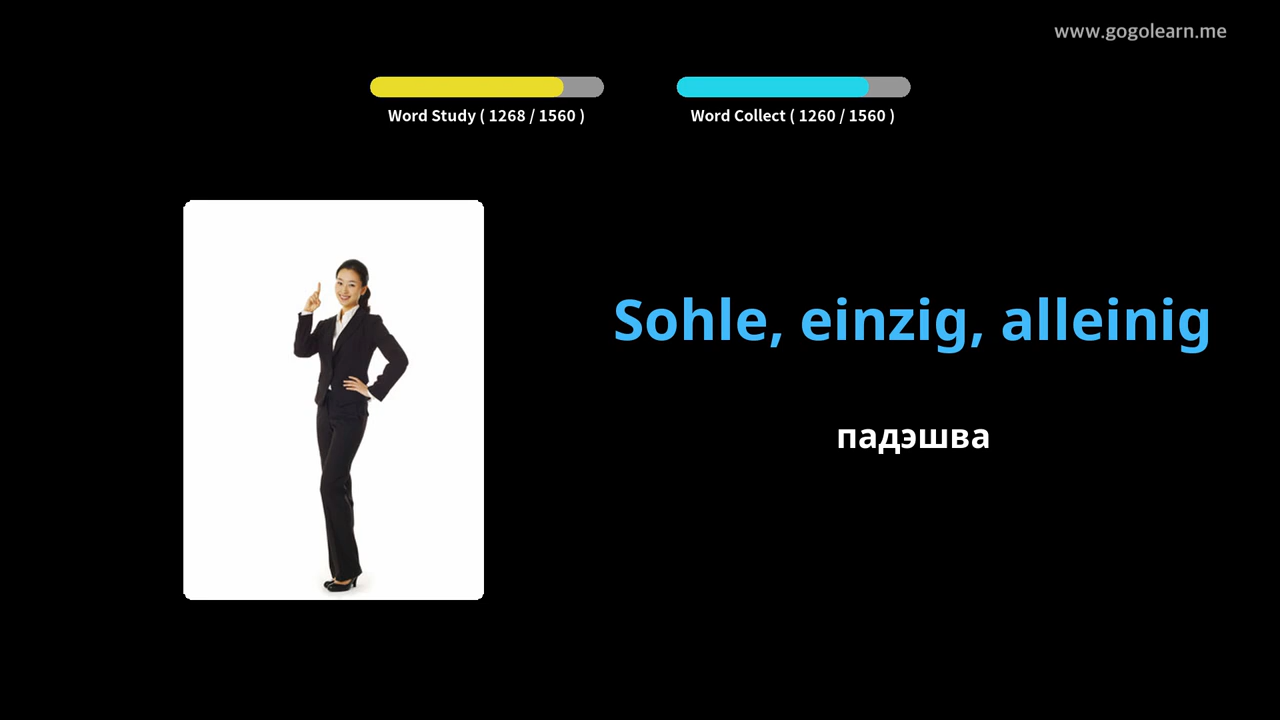 www.gogolearn.me
Word Study ( 1268 / 1560 )
Word Collect ( 1260 / 1560 )
Sohle, einzig, alleinig
падэшва